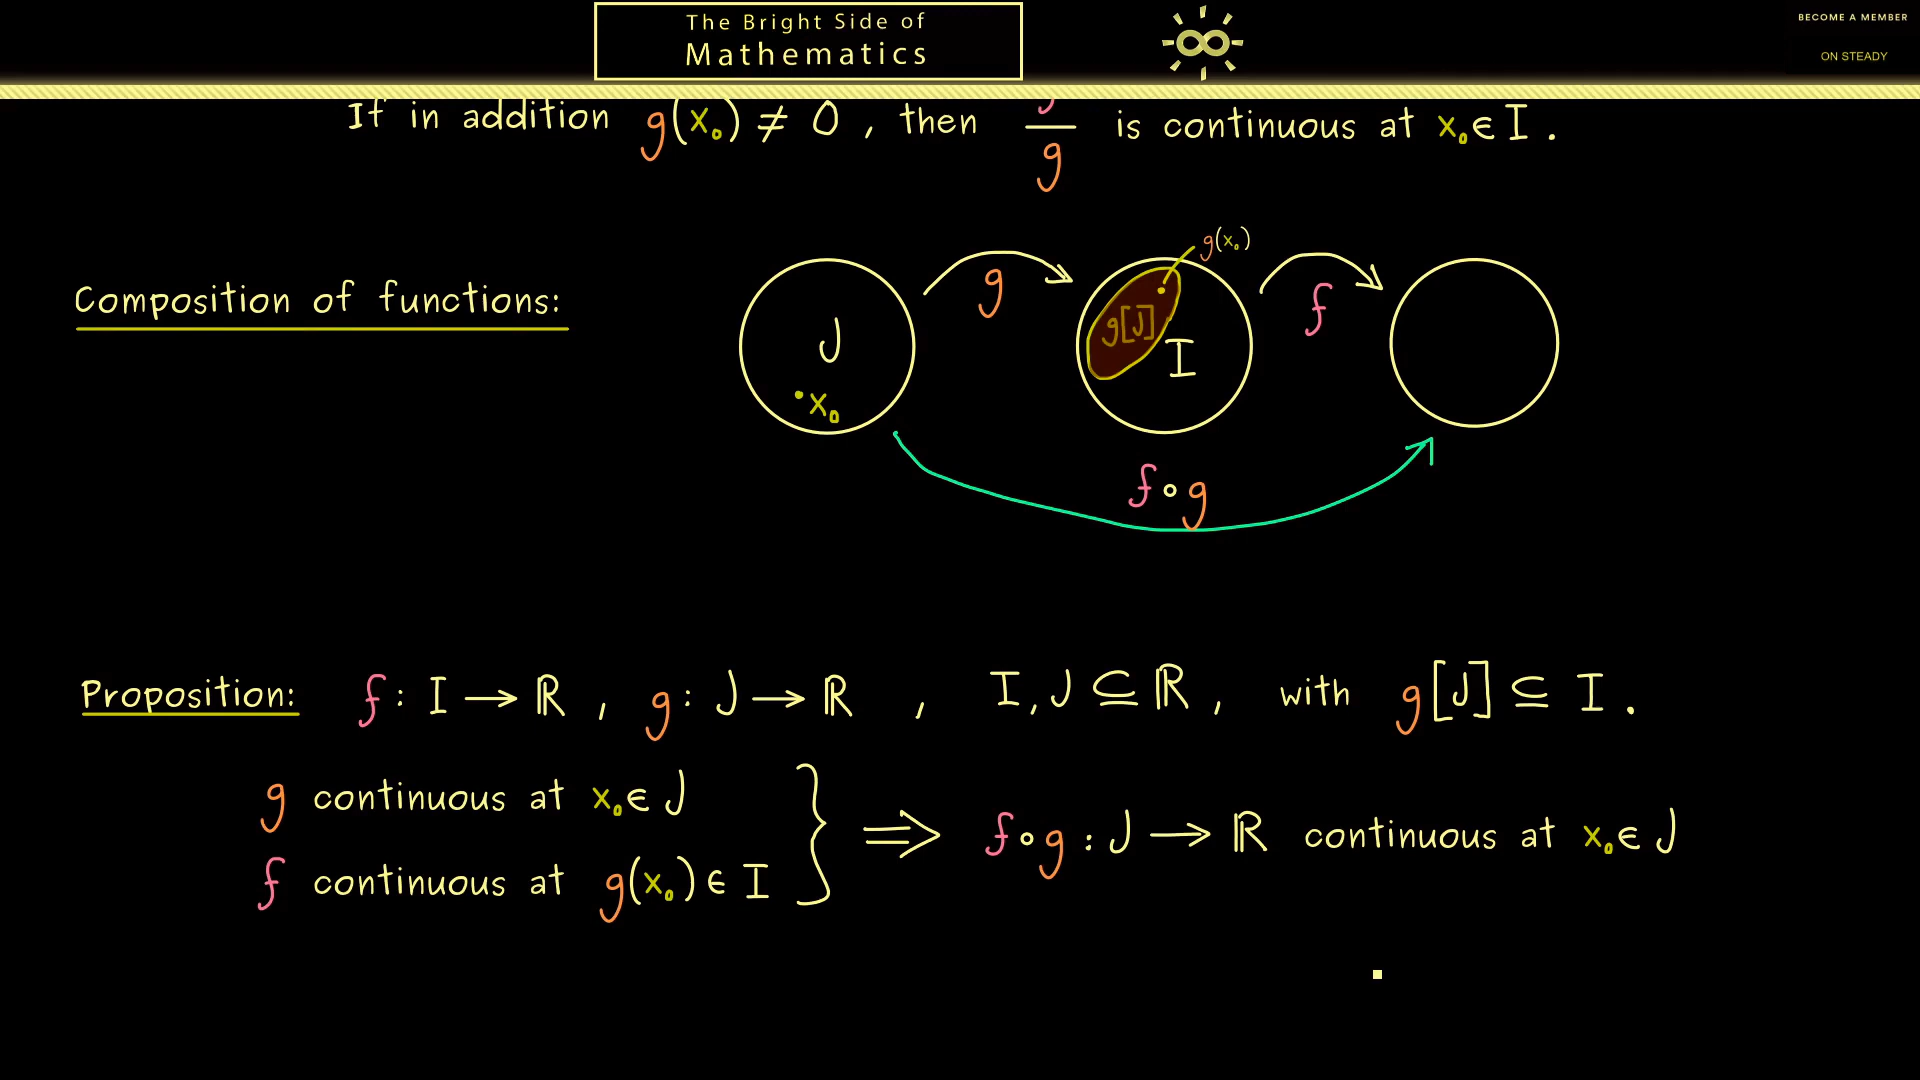 The Bright Side of
Mathematics
BECOME A MEMBER
ON STEADY
If in addition g(x₀) ≠ 0 , then f/g is continuous at x₀ ∈ I .
Composition of functions:
g
g(x₀)
f
J
g[J]
I
x₀
f∘g
Proposition: f : I → ℝ , g : J → ℝ , I, J ⊆ ℝ , with g[J] ⊆ I .
g continuous at x₀ ∈ J
f continuous at g(x₀) ∈ I
⟹ f∘g : J → ℝ continuous at x₀ ∈ J